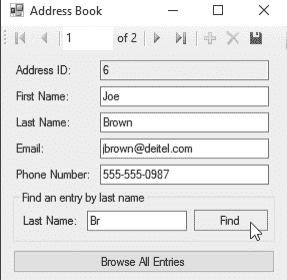 Address Book
1 of 2
Address ID: 6
First Name: Joe
Last Name: Brown
Email: jbrown@deitel.com
Phone Number: 555-555-0987
Find an entry by last name
Last Name: Br Find
Browse All Entries